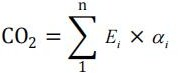 CO₂ = ∑ₙ₌₁ⁿ Eᵢ × αᵢ